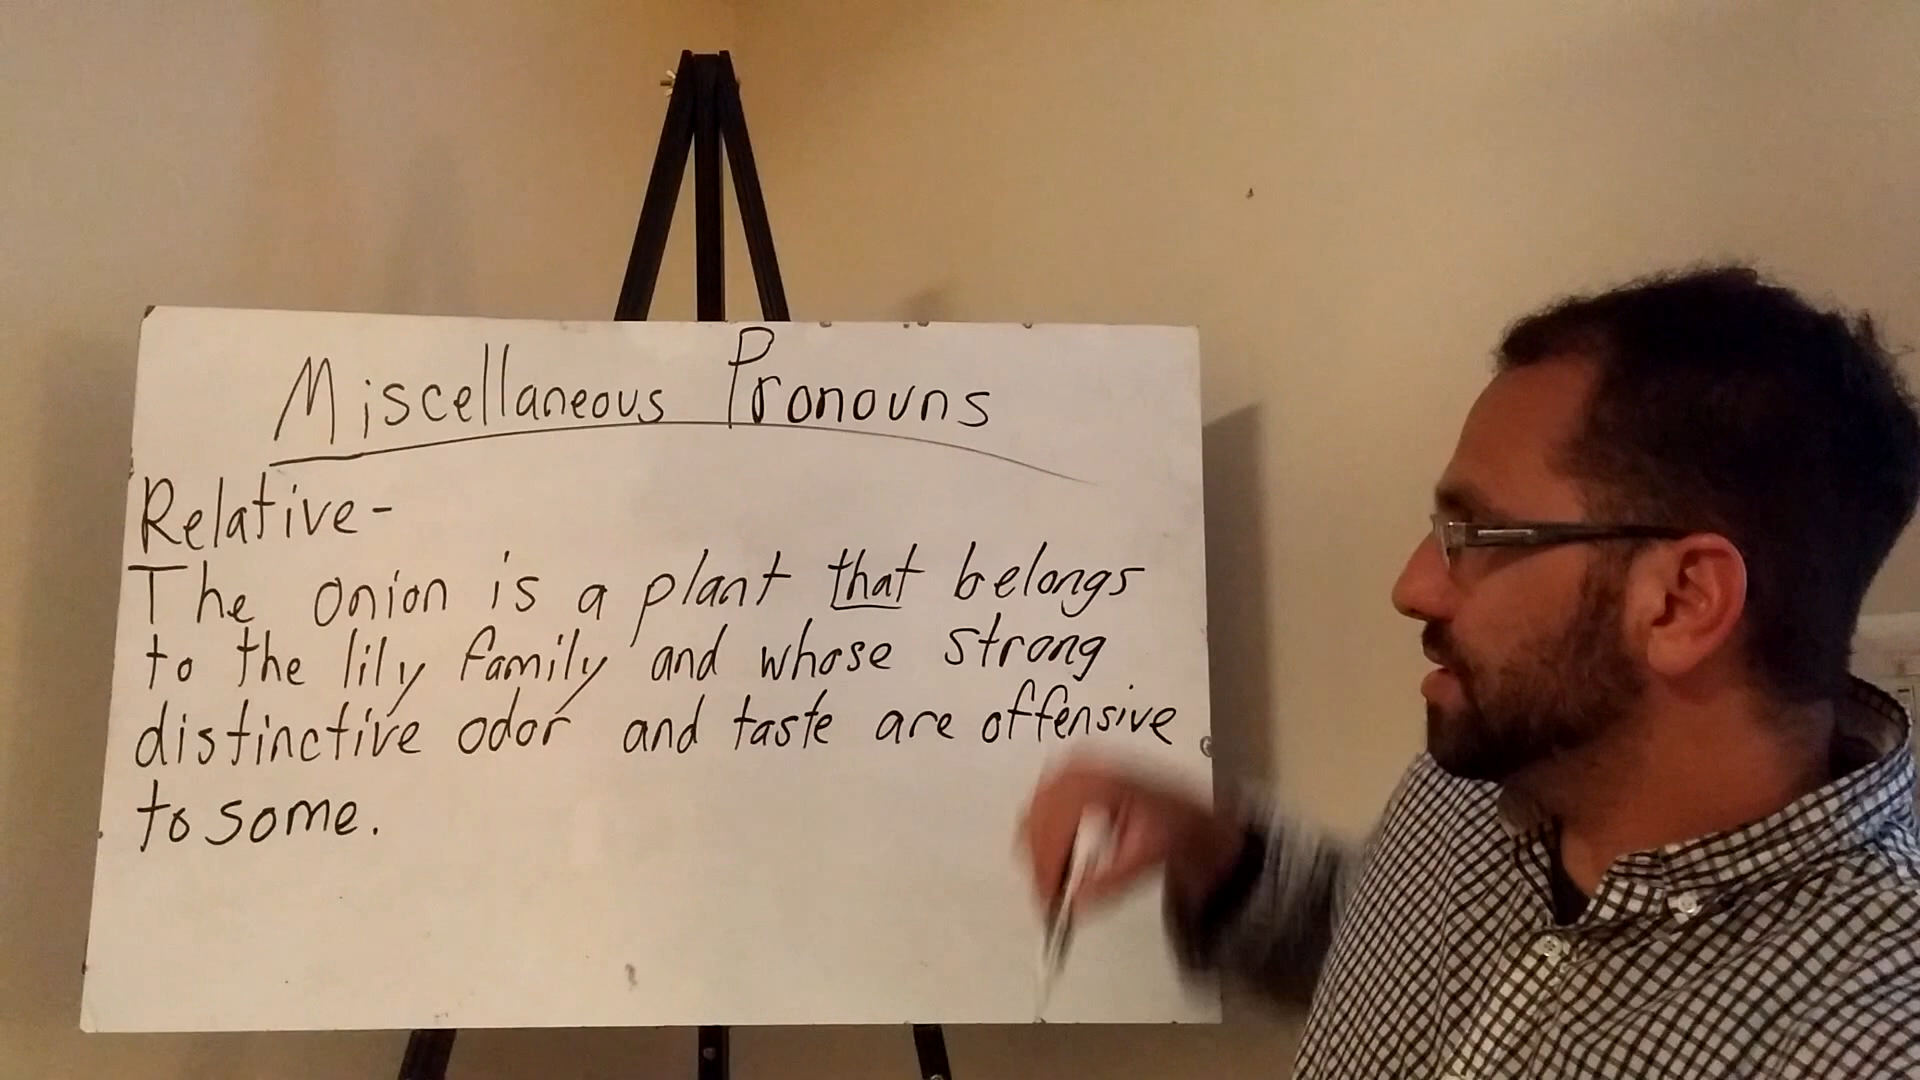 Miscellaneous Pronouns
Relative-
The onion is a plant that belongs
to the lily family and whose strong
distinctive odor and taste are offensive
to some.